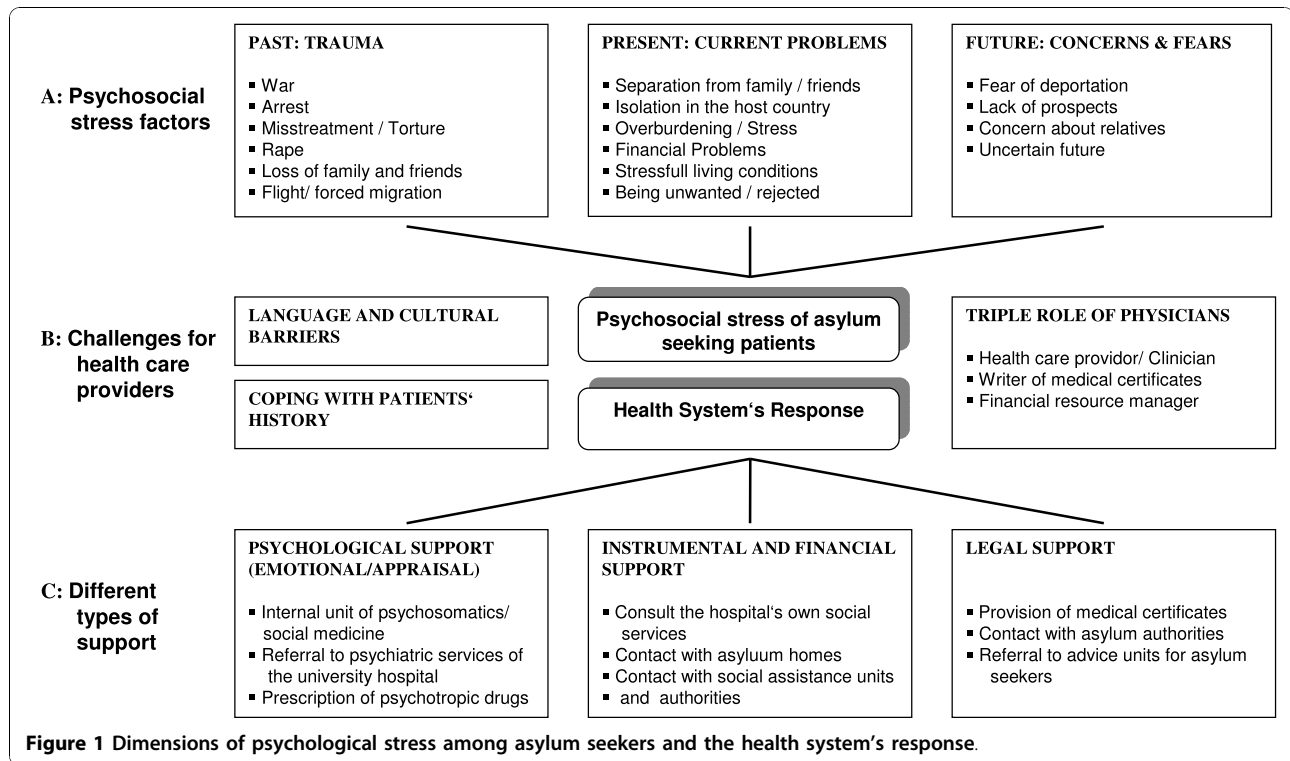 A: Psychosocial
stress factors
PAST: TRAUMA
▪ War
▪ Arrest
▪ Misstreatment / Torture
▪ Rape
▪ Loss of family and friends
▪ Flight/ forced migration
PRESENT: CURRENT PROBLEMS
▪ Separation from family / friends
▪ Isolation in the host country
▪ Overburdening / Stress
▪ Financial Problems
▪ Stressfull living conditions
▪ Being unwanted / rejected
FUTURE: CONCERNS & FEARS
▪ Fear of deportation
▪ Lack of prospects
▪ Concern about relatives
▪ Uncertain future
B: Challenges for
health care
providers
LANGUAGE AND CULTURAL
BARRIERS
COPING WITH PATIENTS‘
HISTORY
Psychosocial stress of asylum
seeking patients
Health System‘s Response
TRIPLE ROLE OF PHYSICIANS
▪ Health care providor/ Clinician
▪ Writer of medical certificates
▪ Financial resource manager
C: Different
types of
support
PSYCHOLOGICAL SUPPORT
(EMOTIONAL/APPRAISAL)
▪ Internal unit of psychosomatics/
social medicine
▪ Referral to psychiatric services of
the university hospital
▪ Prescription of psychotropic drugs
INSTRUMENTAL AND FINANCIAL
SUPPORT
▪ Consult the hospital‘s own social
services
▪ Contact with asyluum homes
▪ Contact with social assistance units
▪ and authorities
LEGAL SUPPORT
▪ Provision of medical certificates
▪ Contact with asylum authorities
▪ Referral to advice units for asylum
seekers
Figure 1 Dimensions of psychological stress among asylum seekers and the health system's response.